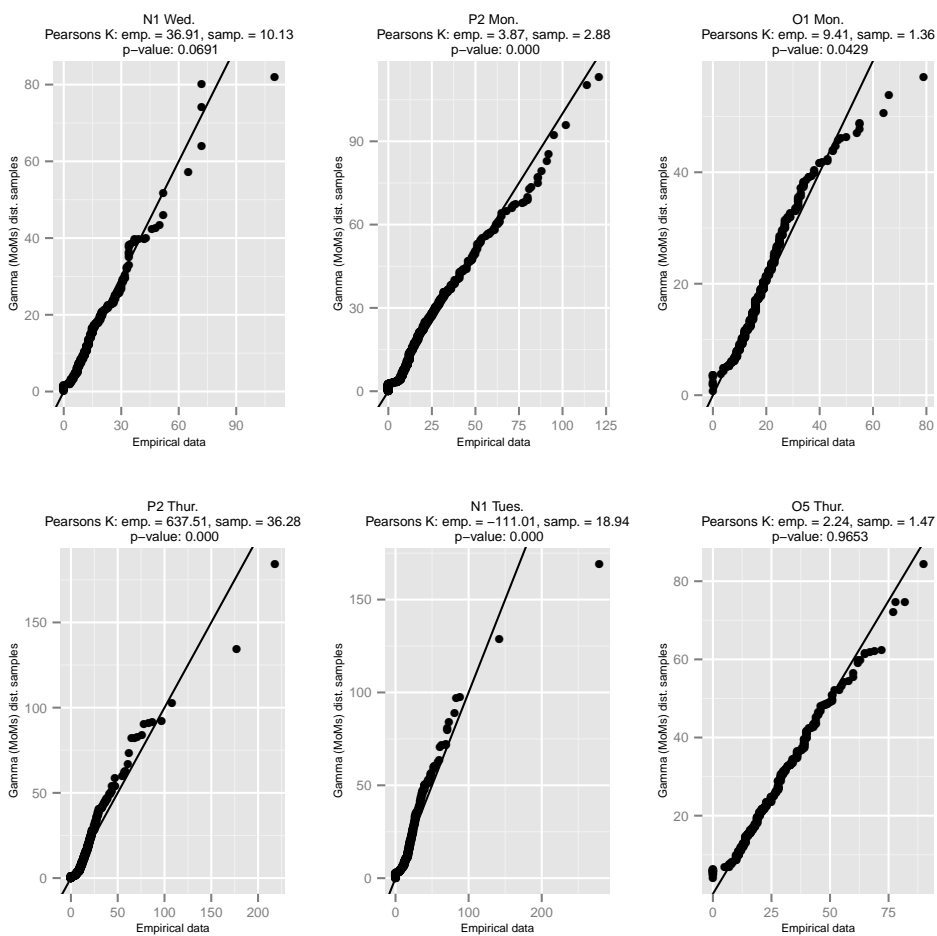 N1 Wed.
Pearsons K: emp. = 36.91, samp. = 10.13
p−value: 0.0691
80
60
40
20
0
0 30 60 90
Empirical data
Gamma (MoMs) dist. samples
P2 Mon.
Pearsons K: emp. = 3.87, samp. = 2.88
p−value: 0.000
90
60
30
0
0 25 50 75 100 125
Empirical data
Gamma (MoMs) dist. samples
O1 Mon.
Pearsons K: emp. = 9.41, samp. = 1.36
p−value: 0.0429
40
20
0
0 20 40 60 80
Empirical data
Gamma (MoMs) dist. samples
P2 Thur.
Pearsons K: emp. = 637.51, samp. = 36.28
p−value: 0.000
150
100
50
0
0 50 100 150 200
Empirical data
Gamma (MoMs) dist. samples
N1 Tues.
Pearsons K: emp. = −111.01, samp. = 18.94
p−value: 0.000
150
100
50
0
0 100 200
Empirical data
Gamma (MoMs) dist. samples
O5 Thur.
Pearsons K: emp. = 2.24, samp. = 1.47
p−value: 0.9653
80
60
40
20
0 25 50 75
Empirical data
Gamma (MoMs) dist. samples